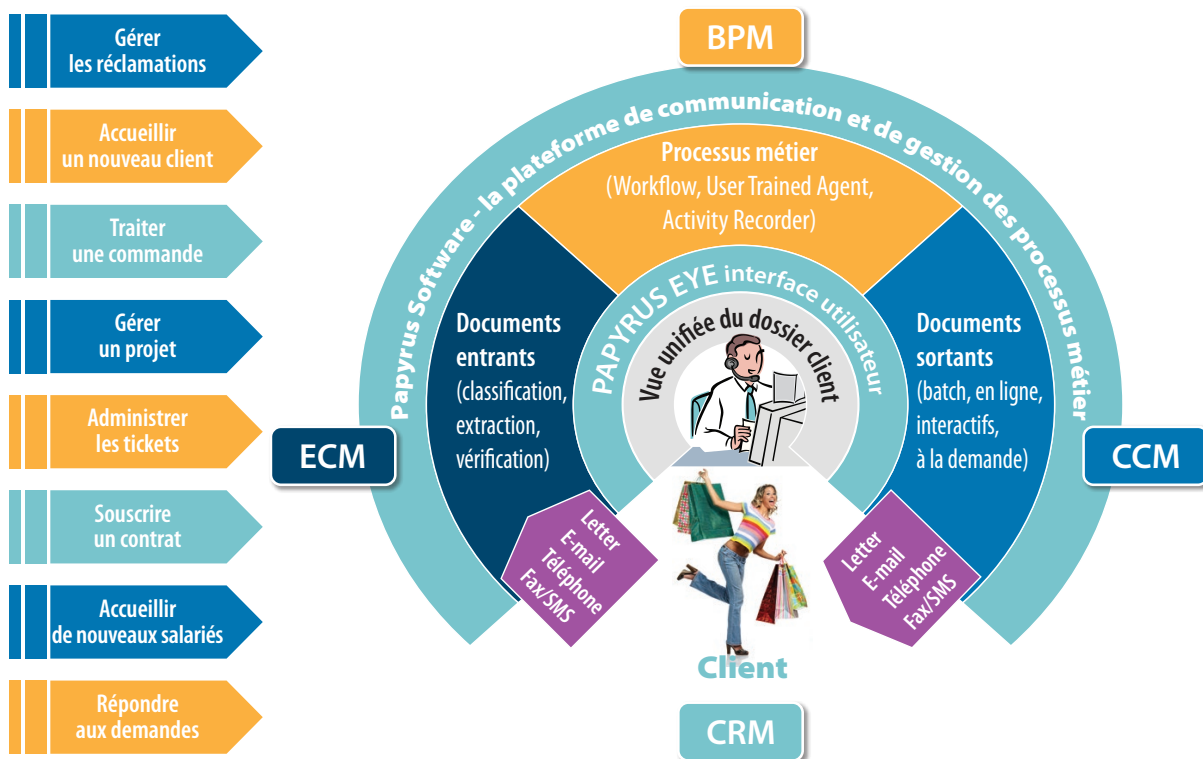 Gérer
les réclamations
Accueillir
un nouveau client
Traiter
une commande
Gérer
un projet
Administrer
les tickets
Souscrire
un contrat
Accueillir
de nouveaux salariés
Répondre
aux demandes
BPM
Papyrus Software - la plateforme de communication et de gestion des processus métier
Processus métier
(Workflow, User Trained Agent,
Activity Recorder)
PAPYRUS EYE interface utilisateur
Vue unifiée du dossier client
Documents
entrants
(classification,
extraction,
vérification)
Documents
sortants
(batch, en ligne,
interactifs,
à la demande)
ECM
CCM
Letter
E-mail
Téléphone
Fax/SMS
Letter
E-mail
Téléphone
Fax/SMS
Client
CRM